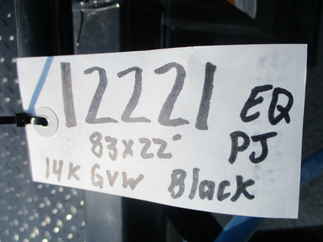 12221 EQ
83x22" PJ
14K GVW Black